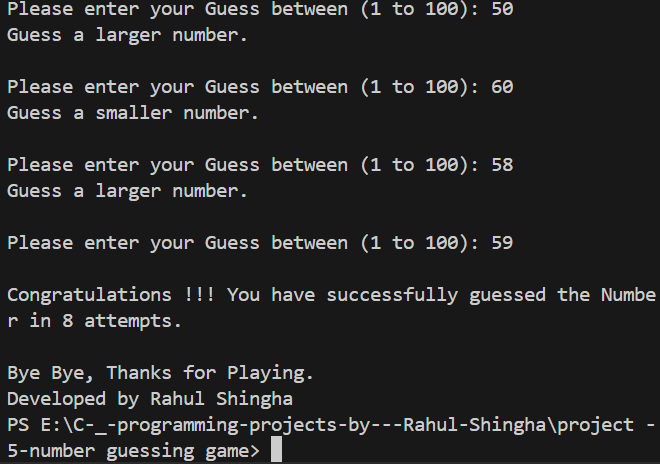 Please enter your Guess between (1 to 100): 50
Guess a larger number.
Please enter your Guess between (1 to 100): 60
Guess a smaller number.
Please enter your Guess between (1 to 100): 58
Guess a larger number.
Please enter your Guess between (1 to 100): 59
Congratulations !!! You have successfully guessed the Numbe
r in 8 attempts.
Bye Bye, Thanks for Playing.
Developed by Rahul Shingha
PS E:\C-_-programming-projects-by---Rahul-Shingha\project -
5-number guessing game>